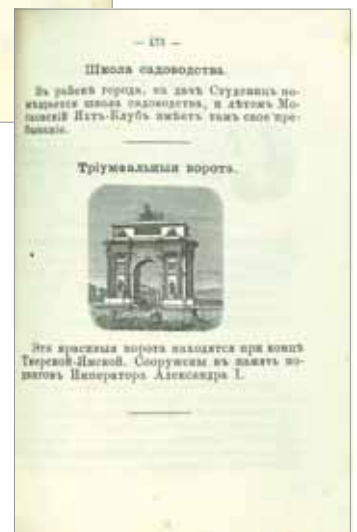 — 173 —
Школа садоводства.
Въ районѣ города, на дачѣ Студенецъ по-
мѣщается школа садоводства, и лѣтомъ Мо-
сковскій Яхтъ-Клубъ имѣетъ тамъ свое пре-
бываніе.
Тріумфальныя ворота.
Эти красивыя ворота находятся при концѣ
Тверской-Ямской. Сооружены въ память по-
двиговъ Императора Александра I.